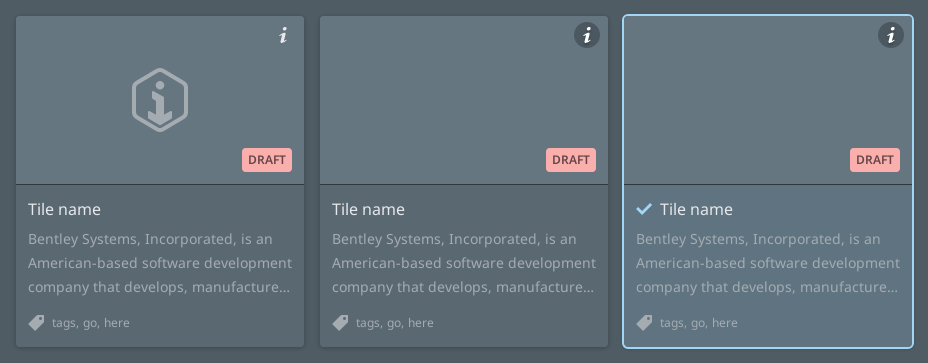 DRAFT
Tile name
Bentley Systems, Incorporated, is an
American-based software development
company that develops, manufacture...
tags, go, here
DRAFT
Tile name
Bentley Systems, Incorporated, is an
American-based software development
company that develops, manufacture...
tags, go, here
DRAFT
Tile name
Bentley Systems, Incorporated, is an
American-based software development
company that develops, manufacture...
tags, go, here